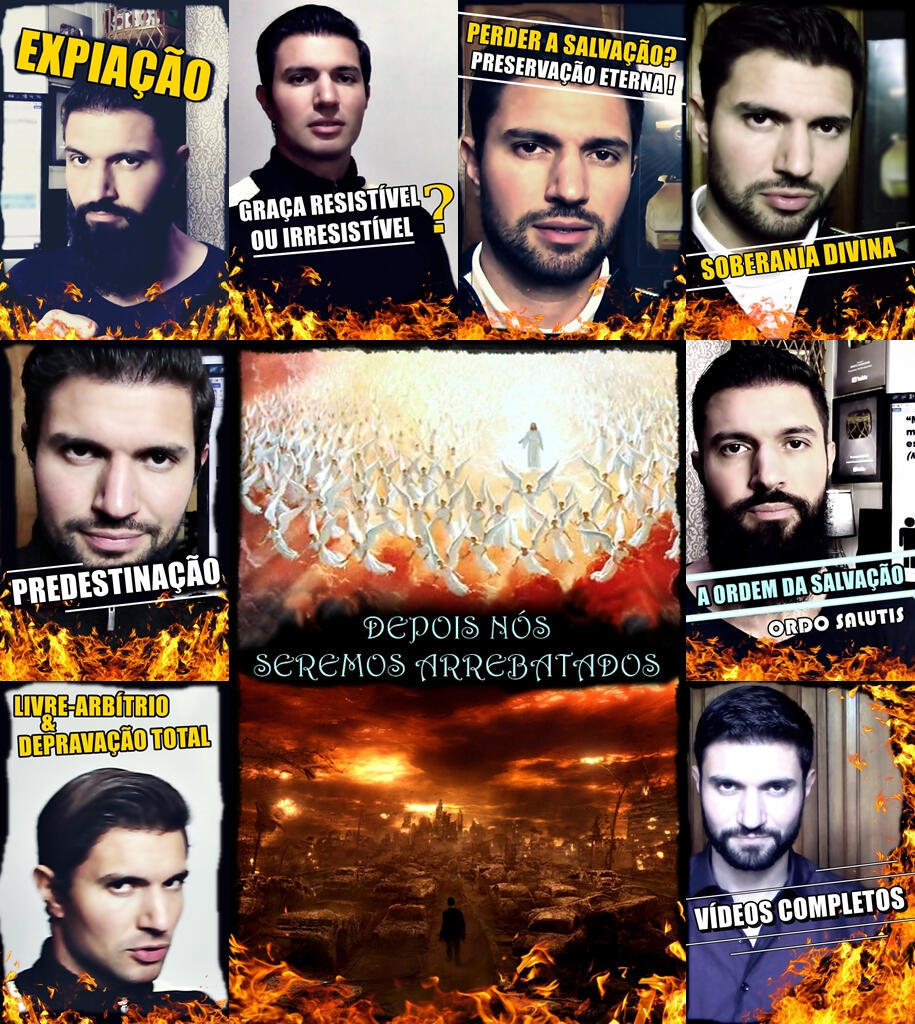 EXPIAÇÃO
GRAÇA RESISTÍVEL
OU IRRESISTÍVEL ?
PERDER A SALVAÇÃO?
PRESERVAÇÃO ETERNA !
SOBERANIA DIVINA
PREDESTINAÇÃO
DEPOIS NÓS
SEREMOS ARREBATADOS
A ORDEM DA SALVAÇÃO
ORDO SALUTIS
LIVRE-ARBÍTRIO
&
DEPRAVAÇÃO TOTAL
VÍDEOS COMPLETOS